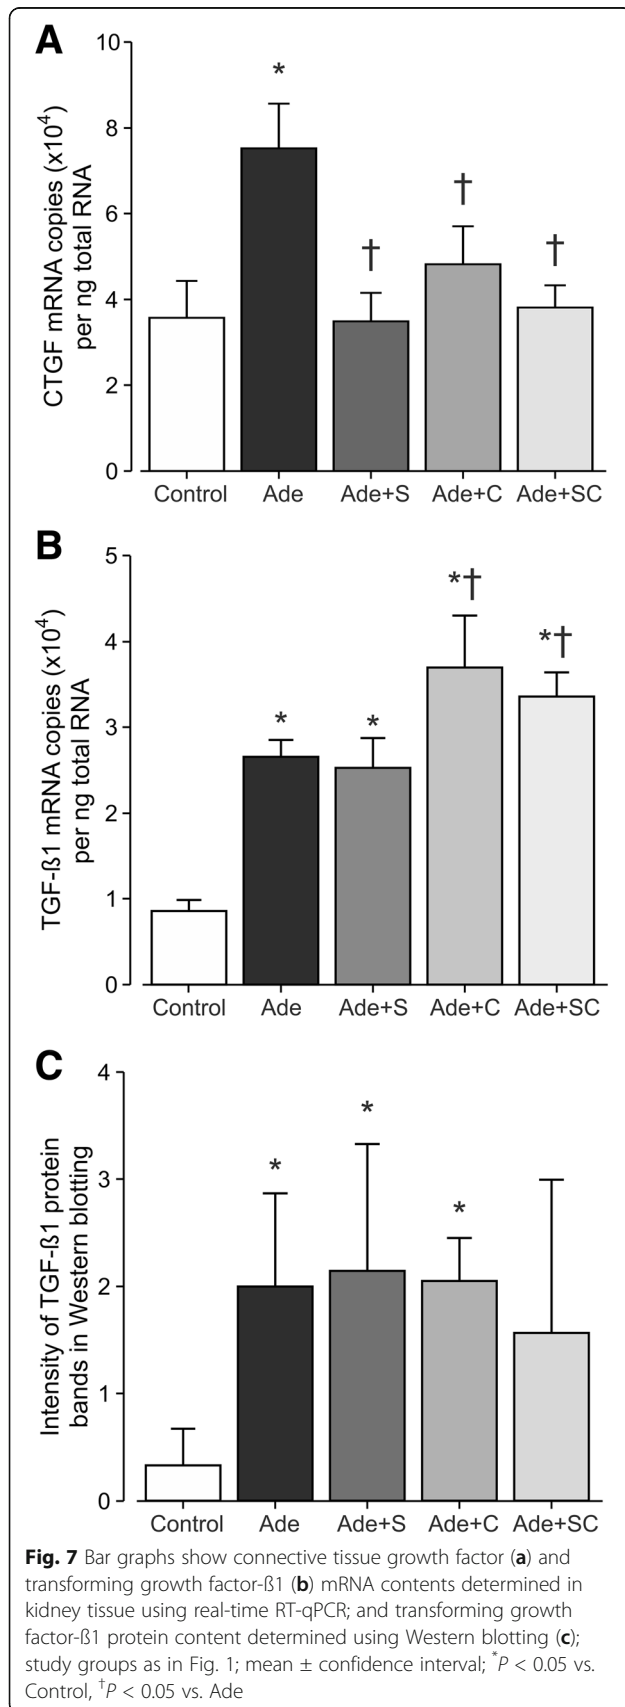 A
10
8
6
4
2
0
CTGF mRNA copies (x10⁴)
per ng total RNA
*
†
†
†
Control Ade Ade+S Ade+C Ade+SC
B
5
4
3
2
1
0
TGF-ß1 mRNA copies (x10⁴)
per ng total RNA
*
*
*†
*†
Control Ade Ade+S Ade+C Ade+SC
C
4
3
2
1
0
Intensity of TGF-ß1 protein
bands in Western blotting
*
*
*
Control Ade Ade+S Ade+C Ade+SC
Fig. 7 Bar graphs show connective tissue growth factor (a) and
transforming growth factor-ß1 (b) mRNA contents determined in
kidney tissue using real-time RT-qPCR; and transforming growth
factor-ß1 protein content determined using Western blotting (c);
study groups as in Fig. 1; mean ± confidence interval; *P < 0.05 vs.
Control, †P < 0.05 vs. Ade